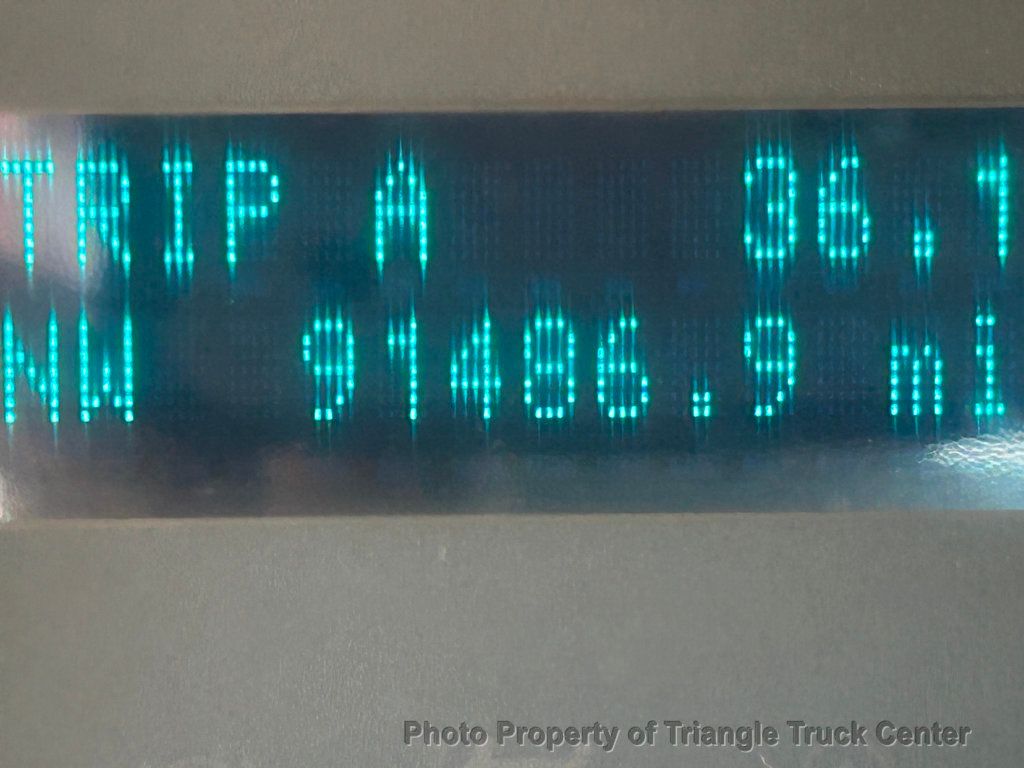 TRIP A 36.1
NW 91486.9 mi
Photo Property of Triangle Truck Center